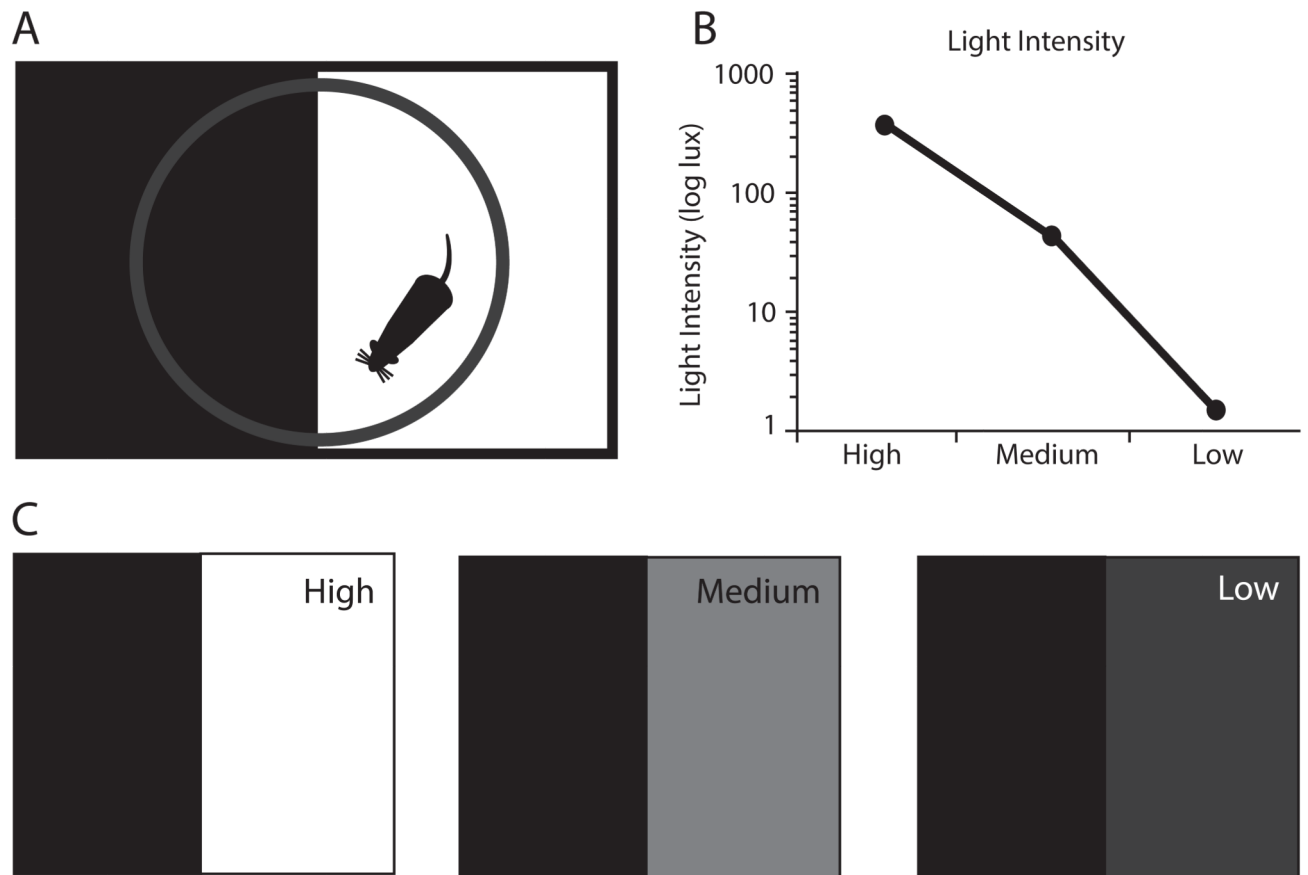 A
B
Light Intensity
Light Intensity (log lux)
1000
100
10
1
High
Medium
Low
C
High
Medium
Low